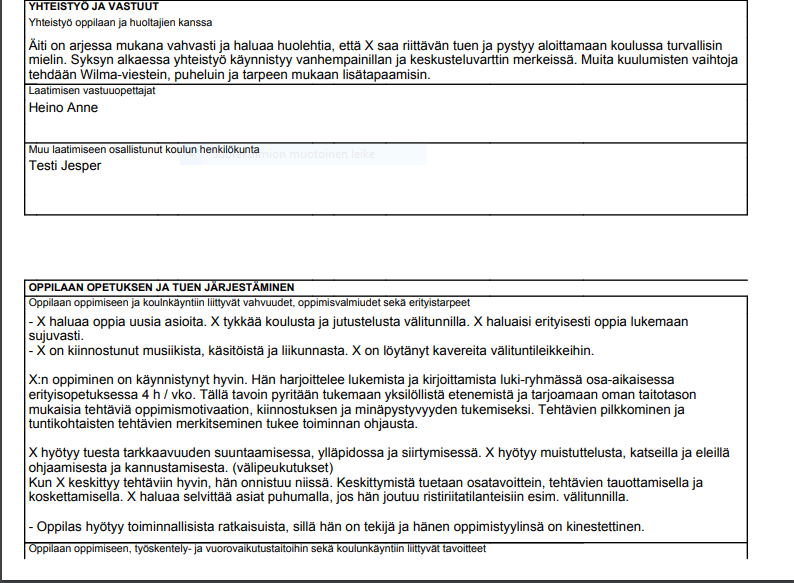 YHTEISTYÖ JA VASTUUT
Yhteistyö oppilaan ja huoltajien kanssa
Äiti on arjessa mukana vahvasti ja haluaa huolehtia, että X saa riittävän tuen ja pystyy aloittamaan koulussa turvallisin
mielin. Syksyn alkaessa yhteistyö käynnistyy vanhempainillan ja keskusteluvarttin merkeissä. Muita kuulumisten vaihtoja
tehdään Wilma-viestein, puheluin ja tarpeen mukaan lisätapaamisin.
Laatimisen vastuuopettajat
Heino Anne
Muu laatimiseen osallistunut koulun henkilökunta
Testi Jesper
OPPILAAN OPETUKSEN JA TUEN JÄRJESTÄMINEN
Oppilaan oppimiseen ja koulnkäyntiin liittyvät vahvuudet, oppimisvalmiudet sekä erityistarpeet
- X haluaa oppia uusia asioita. X tykkää koulusta ja jutustelusta välitunnilla. X haluaisi erityisesti oppia lukemaan
sujuvasti.
- X on kiinnostunut musiikista, käsitöistä ja liikunnasta. X on löytänyt kavereita välituntileikkeihin.
X:n oppiminen on käynnistynyt hyvin. Hän harjoittelee lukemista ja kirjoittamista luki-ryhmässä osa-aikaisessa
erityisopetuksessa 4 h / vko. Tällä tavoin pyritään tukemaan yksilöllistä etenemistä ja tarjoamaan oman taitotason
mukaisia tehtäviä oppimismotivaation, kiinnostuksen ja minäpystyvyyden tukemiseksi. Tehtävien pilkkominen ja
tuntikohtaisten tehtävien merkitseminen tukee toiminnan ohjausta.
X hyötyy tuesta tarkkaavuuden suuntaamisessa, ylläpidossa ja siirtymisessä. X hyötyy muistuttelusta, katseilla ja eleillä
ohjaamisesta ja kannustamisesta. (välipeukutukset)
Kun X keskittyy tehtäviin hyvin, hän onnistuu niissä. Keskittymistä tuetaan osatavoittein, tehtävien tauottamisella ja
koskettamisella. X haluaa selvittää asiat puhumalla, jos hän joutuu ristiriitatilanteisiin esim. välitunnilla.
- Oppilas hyötyy toiminnallisista ratkaisuista, sillä hän on tekijä ja hänen oppimistyylinsä on kinestettinen.
Oppilaan oppimiseen, työskentely- ja vuorovaikutustaitoihin sekä koulunkäyntiin liittyvät tavoitteet